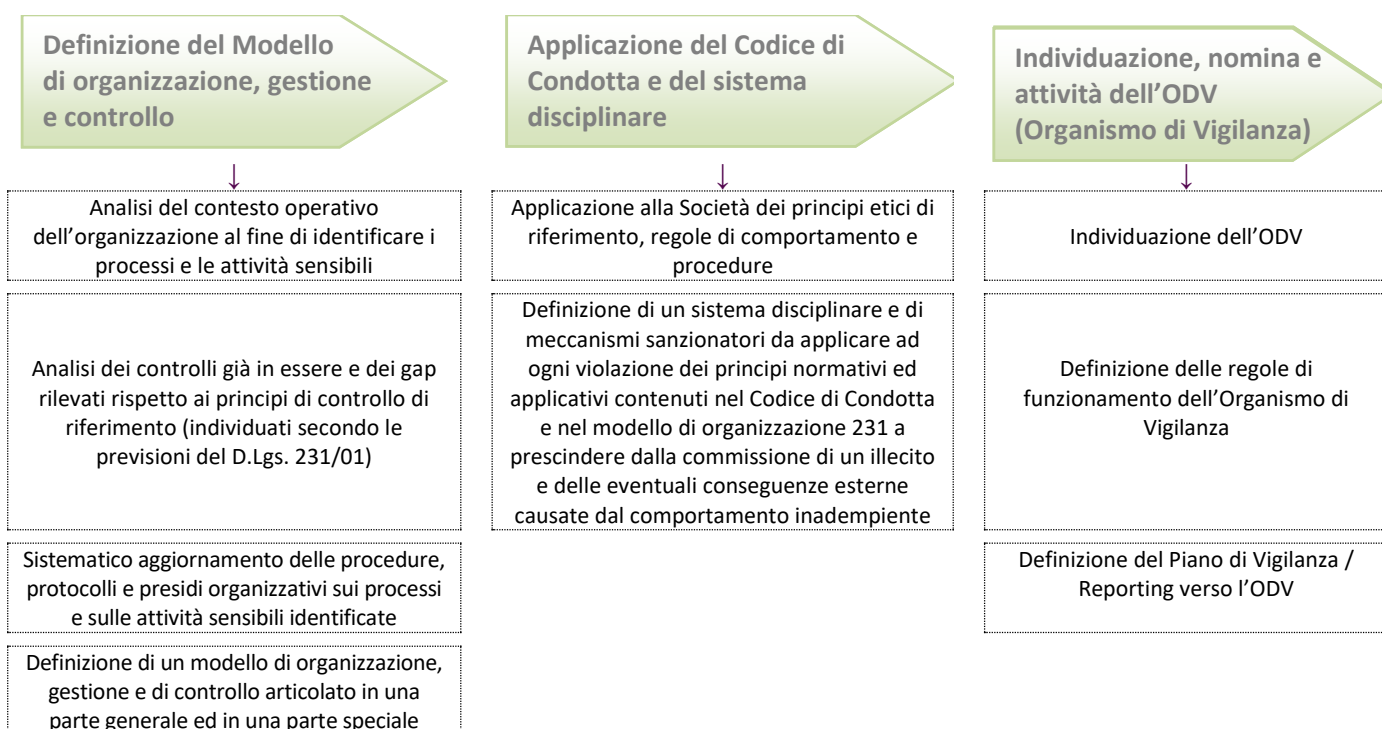 Definizione del Modello
di organizzazione, gestione
e controllo
↓
Analisi del contesto operativo
dell’organizzazione al fine di identificare i
processi e le attività sensibili
Analisi dei controlli già in essere e dei gap
rilevati rispetto ai principi di controllo di
riferimento (individuati secondo le
previsioni del D.Lgs. 231/01)
Sistematico aggiornamento delle procedure,
protocolli e presidi organizzativi sui processi
e sulle attività sensibili identificate
Definizione di un modello di organizzazione,
gestione e di controllo articolato in una
parte generale ed in una parte speciale
Applicazione del Codice di
Condotta e del sistema
disciplinare
↓
Applicazione alla Società dei principi etici di
riferimento, regole di comportamento e
procedure
Definizione di un sistema disciplinare e di
meccanismi sanzionatori da applicare ad
ogni violazione dei principi normativi ed
applicativi contenuti nel Codice di Condotta
e nel modello di organizzazione 231 a
prescindere dalla commissione di un illecito
e delle eventuali conseguenze esterne
causate dal comportamento inadempiente
Individuazione, nomina e
attività dell’ODV
(Organismo di Vigilanza)
↓
Individuazione dell’ODV
Definizione delle regole di
funzionamento dell’Organismo di
Vigilanza
Definizione del Piano di Vigilanza /
Reporting verso l’ODV